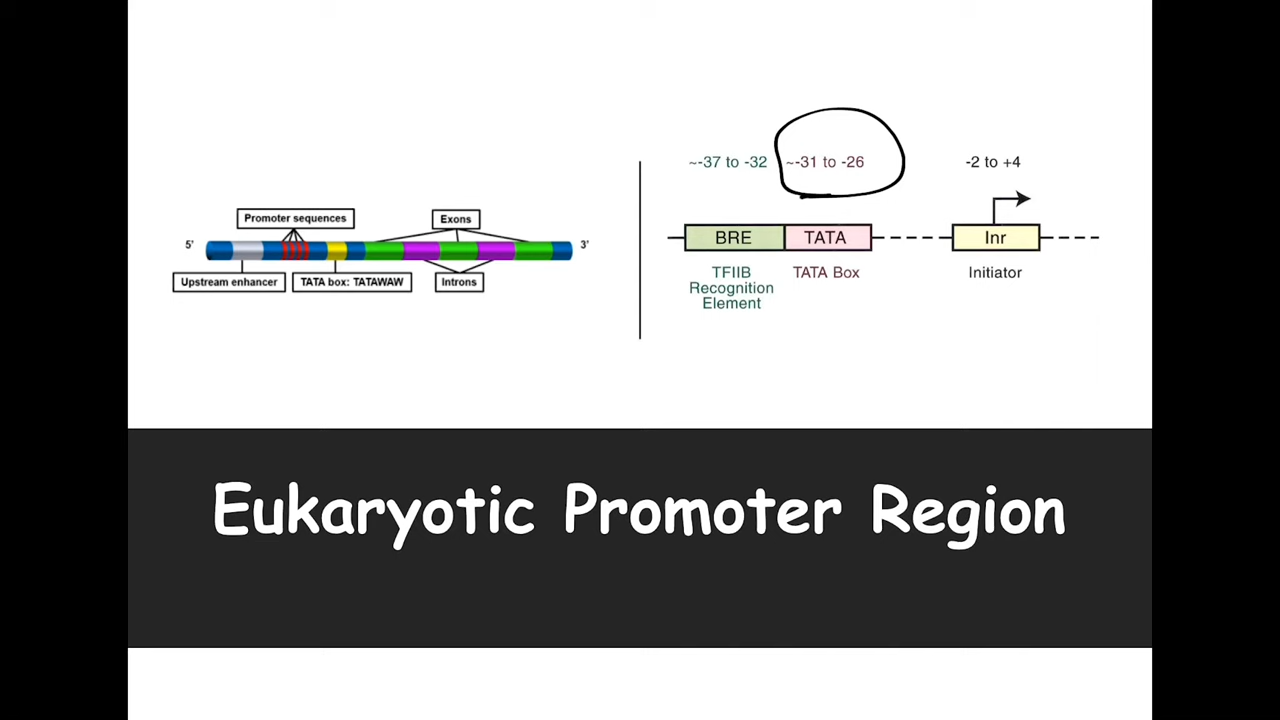 Promoter sequences
Exons
5'
3'
Upstream enhancer
TATA box: TATAWAW
Introns
~-37 to -32
~-31 to -26
-2 to +4
BRE
TATA
Inr
TFIIB
Recognition
Element
TATA Box
Initiator
Eukaryotic Promoter Region